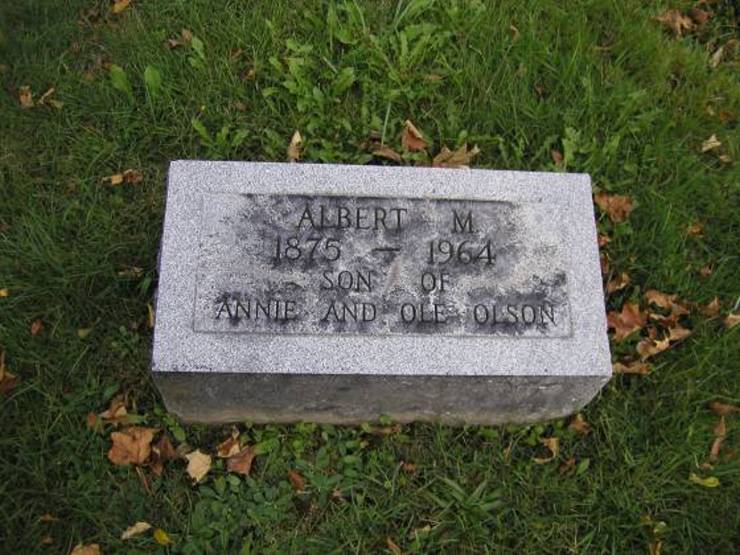 ALBERT M.
1875 — 1964
SON OF
ANNIE AND OLE OLSON